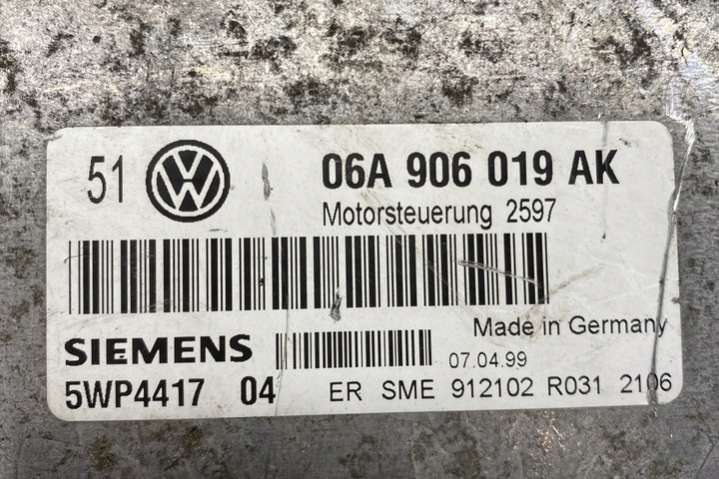 51 VW 06A 906 019 AK
Motorsteuerung 2597
Made in Germany
SIEMENS 07.04.99
5WP4417 04 ER SME 912102 R031 2106